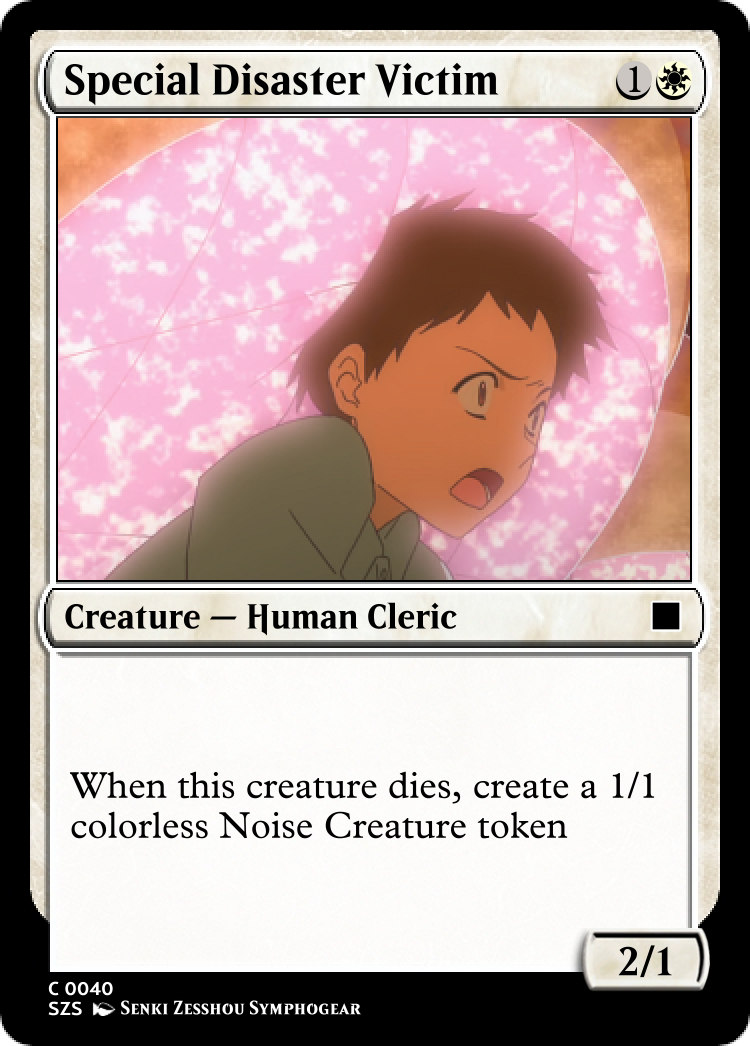 Special Disaster Victim 1
Creature — Human Cleric
When this creature dies, create a 1/1
colorless Noise Creature token
2/1
C 0040
SZS Senki Zesshou Symphogear